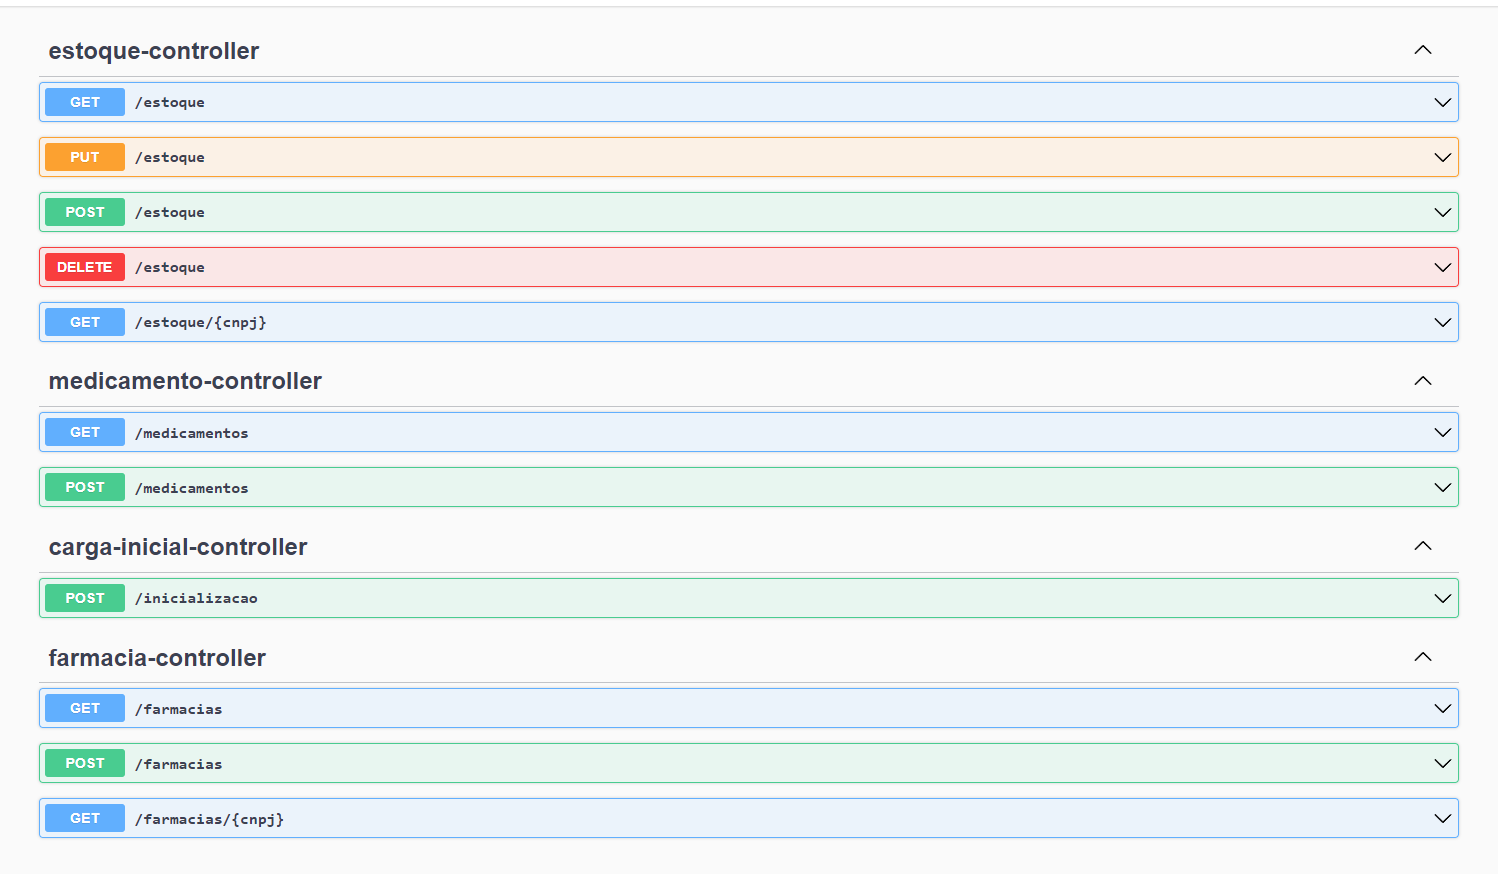 estoque-controller
GET /estoque
PUT /estoque
POST /estoque
DELETE /estoque
GET /estoque/{cnpj}
medicamento-controller
GET /medicamentos
POST /medicamentos
carga-inicial-controller
POST /inicializacao
farmacia-controller
GET /farmacias
POST /farmacias
GET /farmacias/{cnpj}